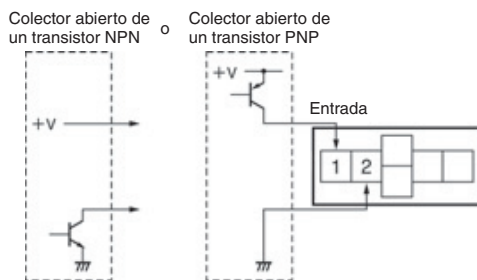 Colector abierto de
un transistor NPN
o
Colector abierto de
un transistor PNP
+V
+V
Entrada
1 2